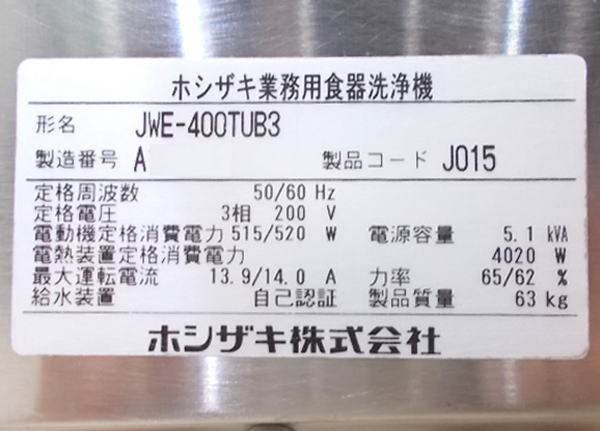 ホシザキ業務用食器洗浄機
形名 JWE-400TUB3
製造番号 A 製品コード J015
定格周波数 50/60 Hz
定格電圧 3相 200 V
電動機定格消費電力 515/520 W 電源容量 5.1 kVA
電熱装置定格消費電力 4020 W
最大運転電流 13.9/14.0 A 力率 65/62 %
給水装置 自己認証 製品質量 63 kg
ホシザキ株式会社